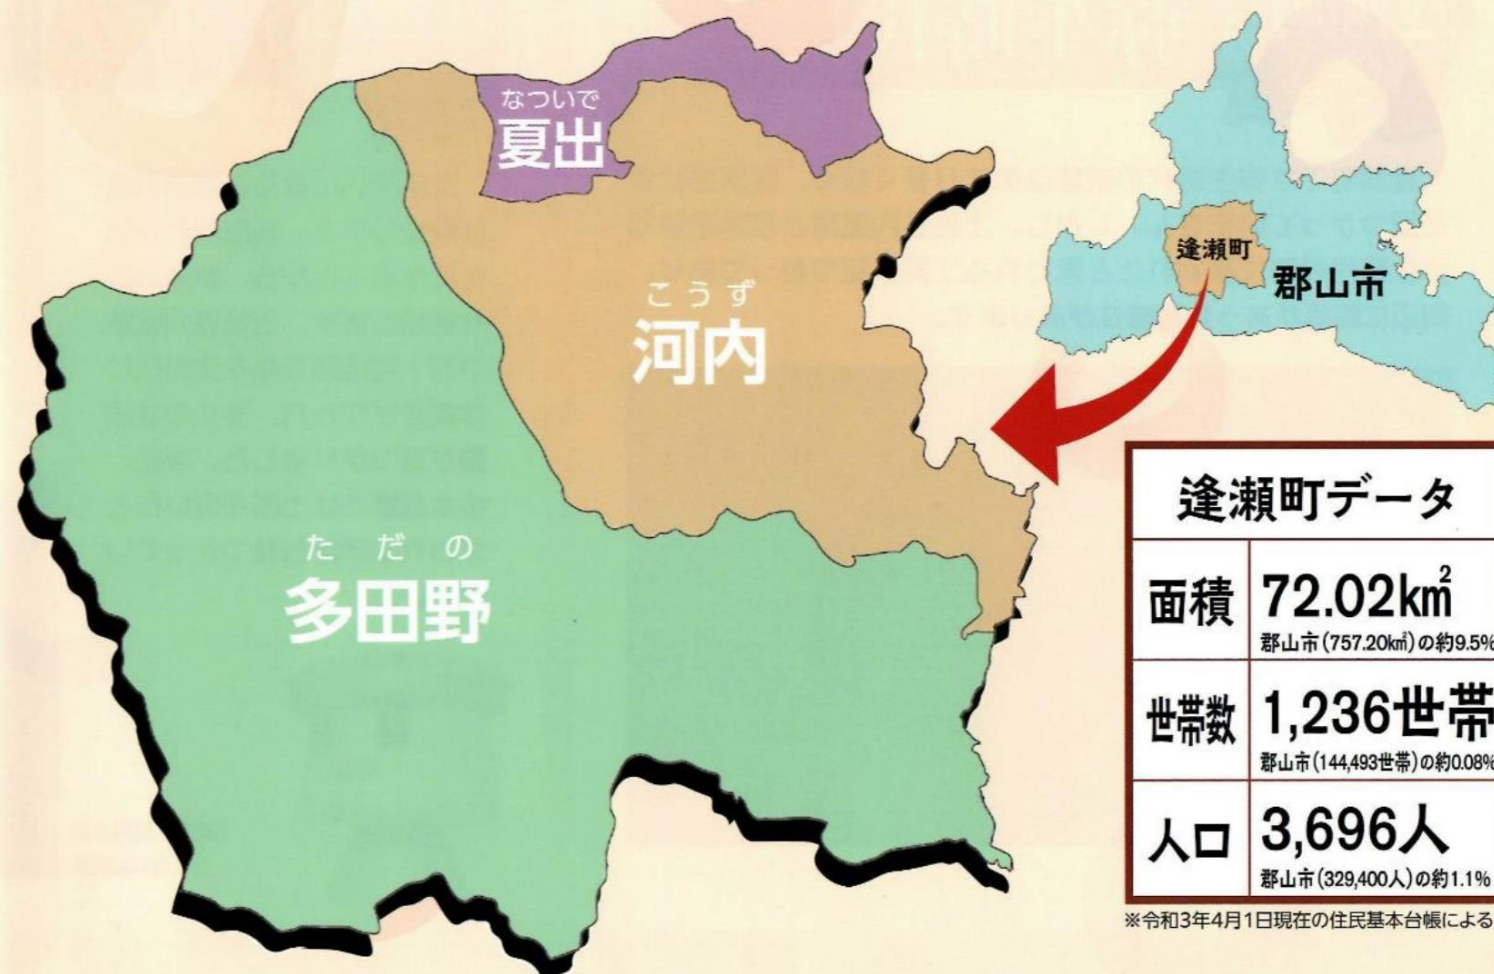 なついで
夏出
こうず
河内
ただの
多田野
逢瀬町
郡山市
逢瀬町データ
面積 72.02k㎡
郡山市(757.20k㎡)の約9.5%
世帯数 1,236世帯
郡山市(144,493世帯)の約0.08%
人口 3,696人
郡山市(329,400人)の約1.1%
※令和3年4月1日現在の住民基本台帳による